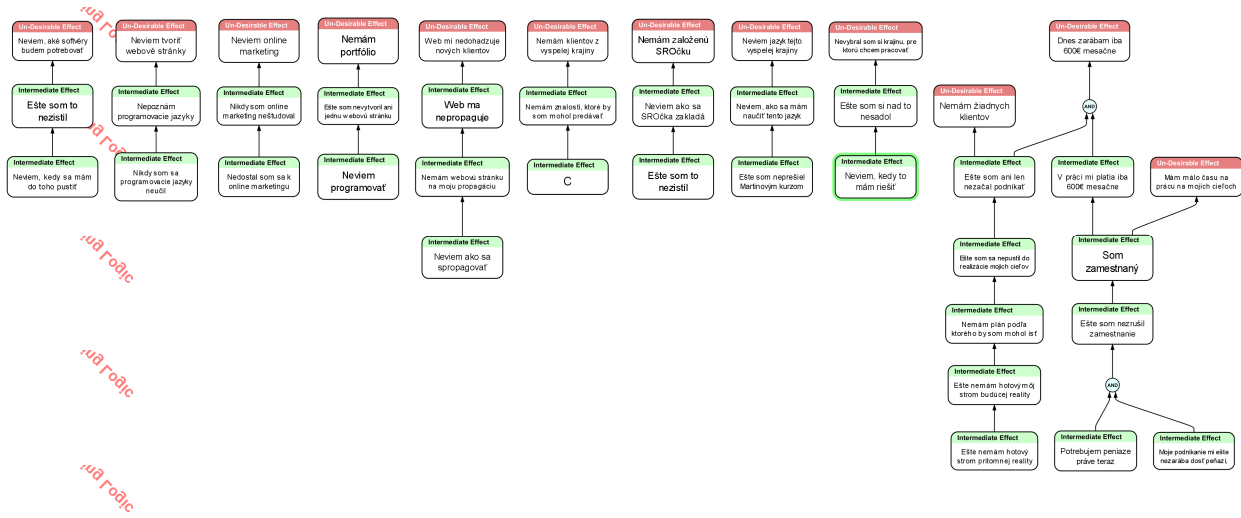 Un-Desirable Effect
Neviem, aké softvéry
budem potrebovať
Intermediate Effect
Ešte som to
nezistil
Intermediate Effect
Neviem, kedy sa mám
do toho pustiť
Un-Desirable Effect
Neviem tvoriť
webové stránky
Intermediate Effect
Nepoznám
programovacie jazyky
Intermediate Effect
Nikdy som sa
programovacie jazyky
neučil
Un-Desirable Effect
Neviem online
marketing
Intermediate Effect
Nikdy som online
marketing neštudoval
Intermediate Effect
Nedostal som sa k
online marketingu
Un-Desirable Effect
Nemám
portfólio
Intermediate Effect
Ešte som nevytvoril ani
jednu webovú stránku
Intermediate Effect
Neviem
programovať
Un-Desirable Effect
Web mi nedohadzuje
nových klientov
Intermediate Effect
Web ma
nepropaguje
Intermediate Effect
Nemám webovú stránku
na moju propagáciu
Intermediate Effect
Neviem ako sa
spropagovať
Un-Desirable Effect
Nemám klientov z
vyspelej krajiny
Intermediate Effect
Nemám znalosti, ktoré by
som mohol predávať
Intermediate Effect
C
Un-Desirable Effect
Nemám založenú
SROčku
Intermediate Effect
Neviem ako sa
SROčka zakladá
Intermediate Effect
Ešte som to
nezistil
Un-Desirable Effect
Neviem jazyk tejto
vyspelej krajiny
Intermediate Effect
Neviem, ako sa mám
naučiť tento jazyk
Intermediate Effect
Ešte som neprešiel
Martinovým kurzom
Un-Desirable Effect
Nevybral som si krajinu, pre
ktorú chcem pracovať
Intermediate Effect
Ešte som si nad to
nesadol
Intermediate Effect
Neviem, kedy to
mám riešiť
Un-Desirable Effect
Nemám žiadnych
klientov
Un-Desirable Effect
Dnes zarábam iba
600€ mesačne
AND
Intermediate Effect
Ešte som ani len
nezačal podnikať
Intermediate Effect
V práci mi platia iba
600€ mesačne
Un-Desirable Effect
Mám málo času na
prácu na mojich cieľoch
Intermediate Effect
Ešte som sa nepustil do
realizácie mojich cieľov
Intermediate Effect
Som
zamestnaný
Intermediate Effect
Nemám plán podľa
ktorého by som mohol ísť
Intermediate Effect
Ešte som nezrušil
zamestnanie
Intermediate Effect
Ešte nemám hotový môj
strom budúcej reality
AND
Intermediate Effect
Ešte nemám hotový
strom prítomnej reality
Intermediate Effect
Potrebujem peniaze
práve teraz
Intermediate Effect
Moje podnikanie mi ešte
nezarába dosť peňazí,